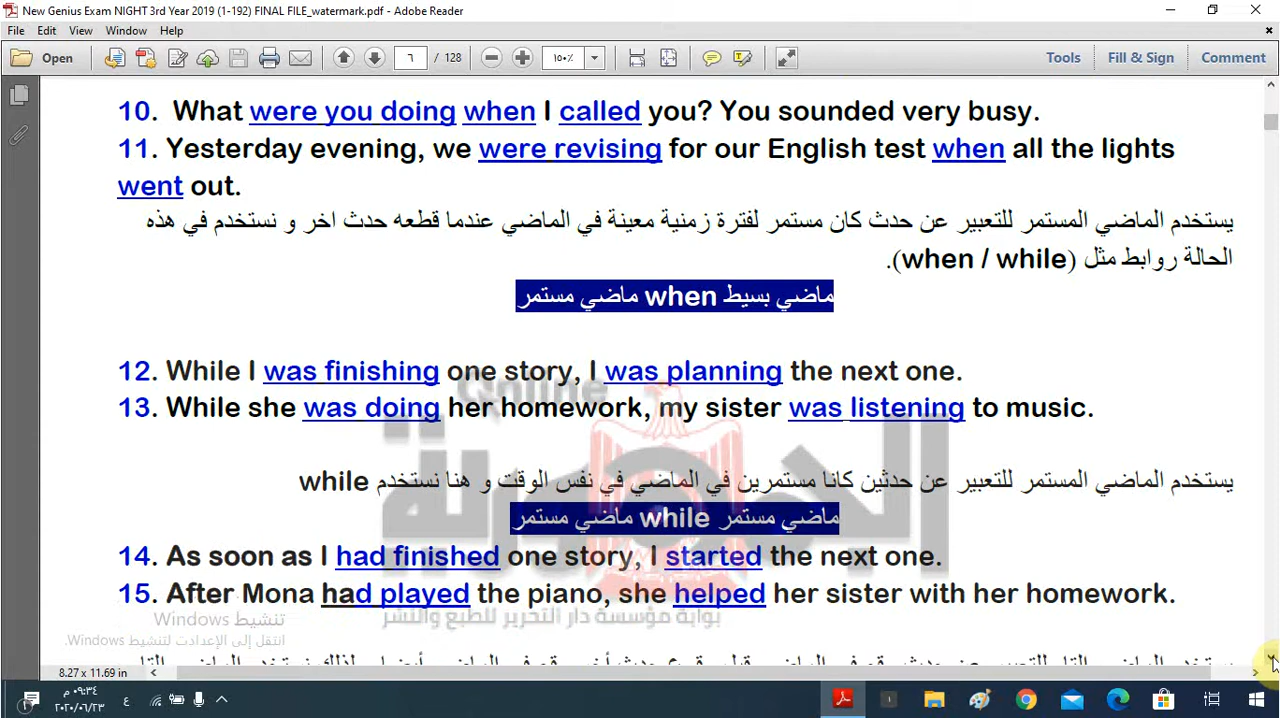 New Genius Exam NIGHT 3rd Year 2019 (1-192) FINAL FILE_watermark.pdf - Adobe Reader
File Edit View Window Help
Open ٦ / 128 ١٥٠٪ Tools Fill & Sign Comment
10. What were you doing when I called you? You sounded very busy.
11. Yesterday evening, we were revising for our English test when all the lights
went out.
يستخدم الماضي المستمر للتعبير عن حدث كان مستمر لفترة زمنية معينة في الماضي عندما قطعه حدث اخر و نستخدم في هذه
الحالة روابط مثل (when / while).
ماضي بسيط when ماضي مستمر
12. While I was finishing one story, I was planning the next one.
Online
13. While she was doing her homework, my sister was listening to music.
الجمهورية
يستخدم الماضي المستمر للتعبير عن حدثين كانا مستمرين في الماضي في نفس الوقت و هنا نستخدم while
ماضي مستمر while ماضي مستمر
14. As soon as I had finished one story, I started the next one.
15. After Mona had played the piano, she helped her sister with her homework.
بوابة مؤسسة دار التحرير للطبع والنشر
تنشيط Windows
انتقل إلى الإعدادات لتنشيط Windows.
8.27 x 11.69 in
٠٩:٣٤ م
٢٠٢٠/٠٦/٢٣
ع